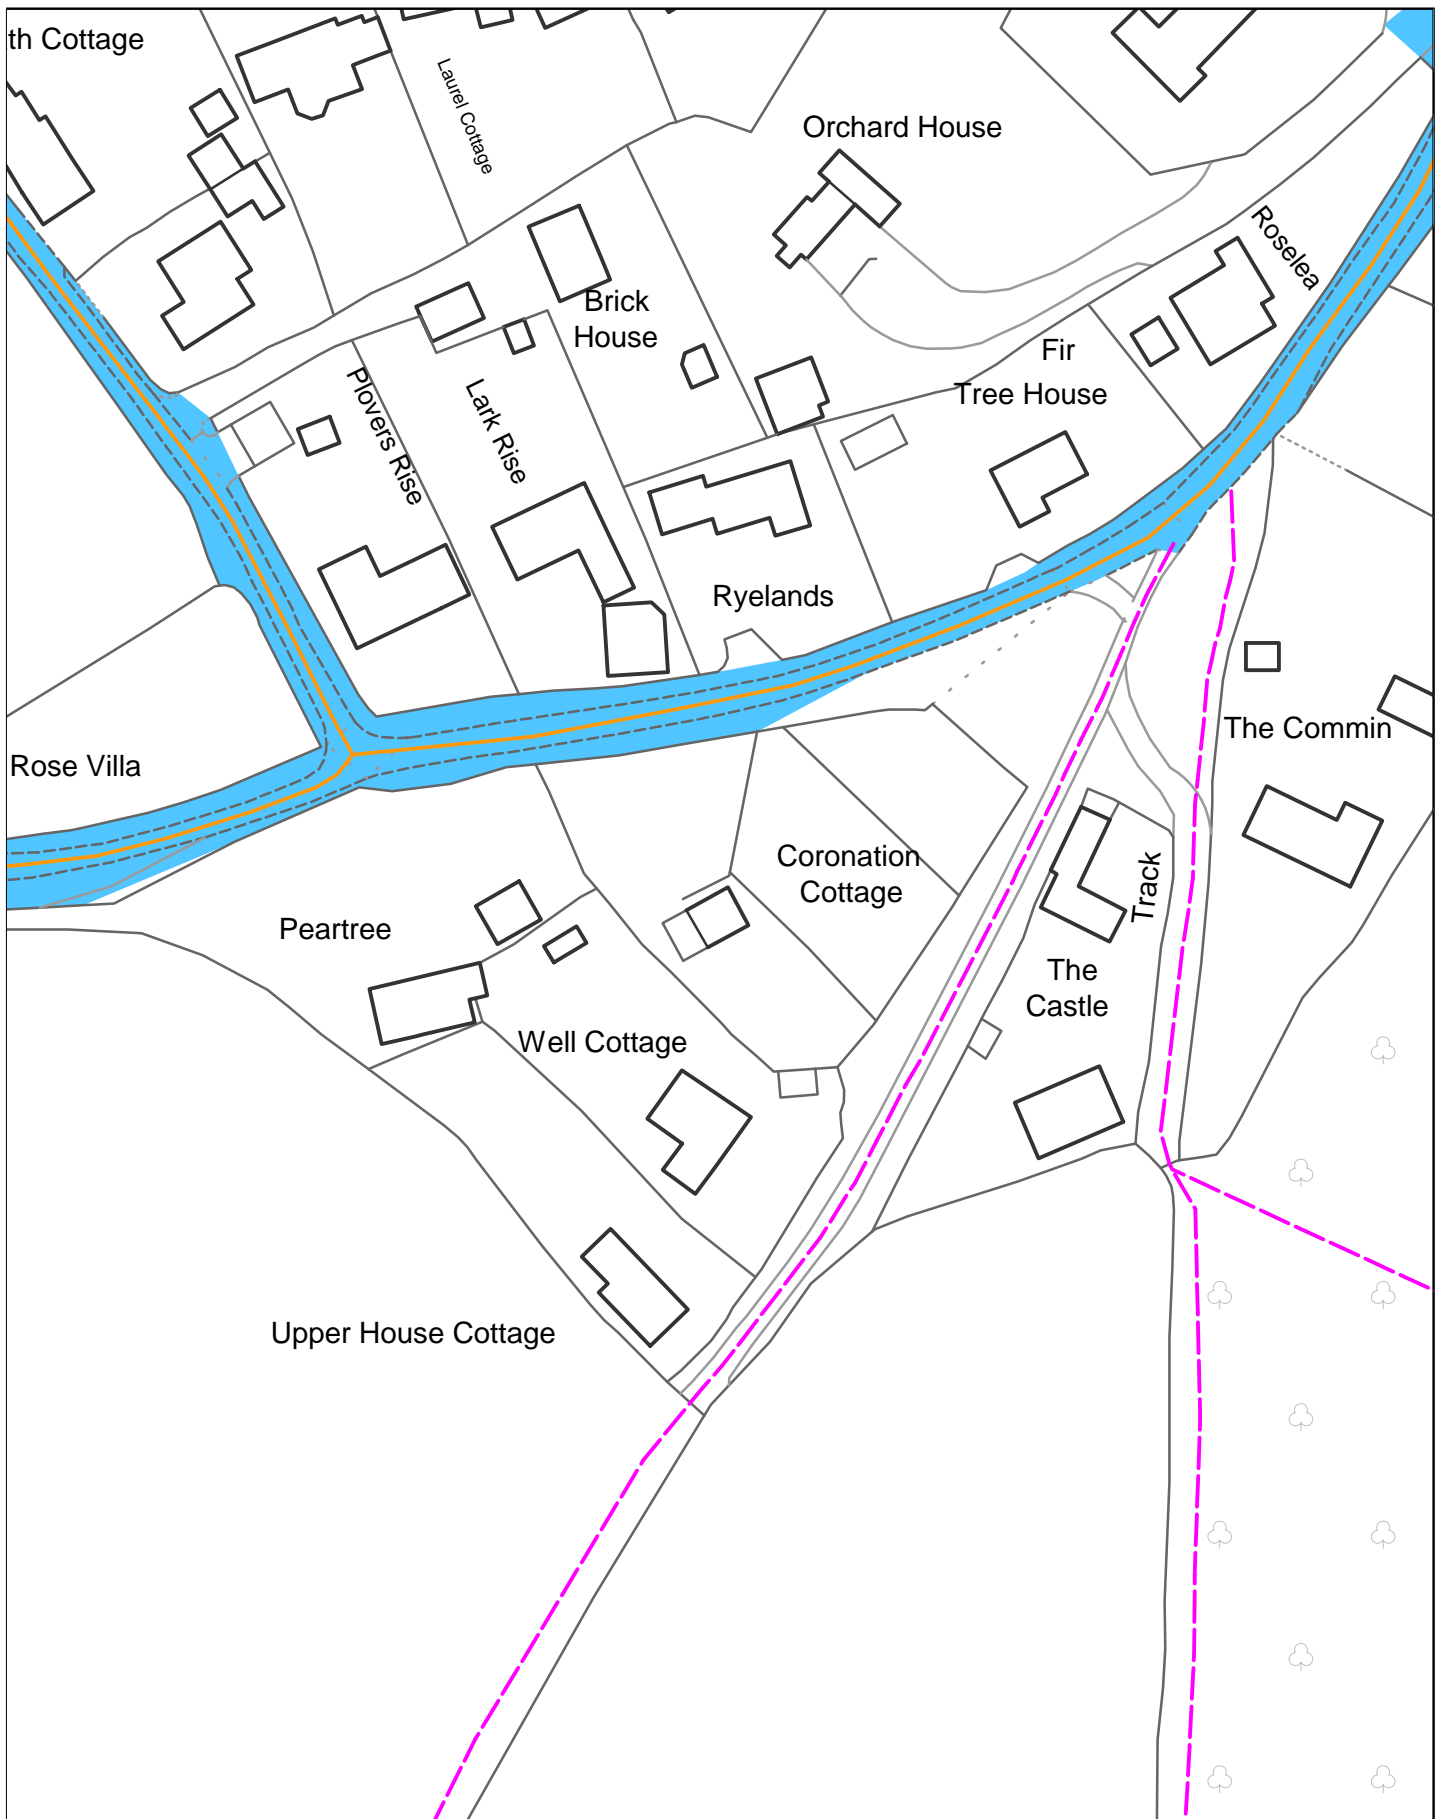 th Cottage
Laurel Cottage
Orchard House
Roselea
Brick
House
Fir
Tree House
Plovers Rise
Lark Rise
Ryelands
The Commin
Rose Villa
Coronation
Cottage
Track
Peartree
The
Castle
Well Cottage
Upper House Cottage